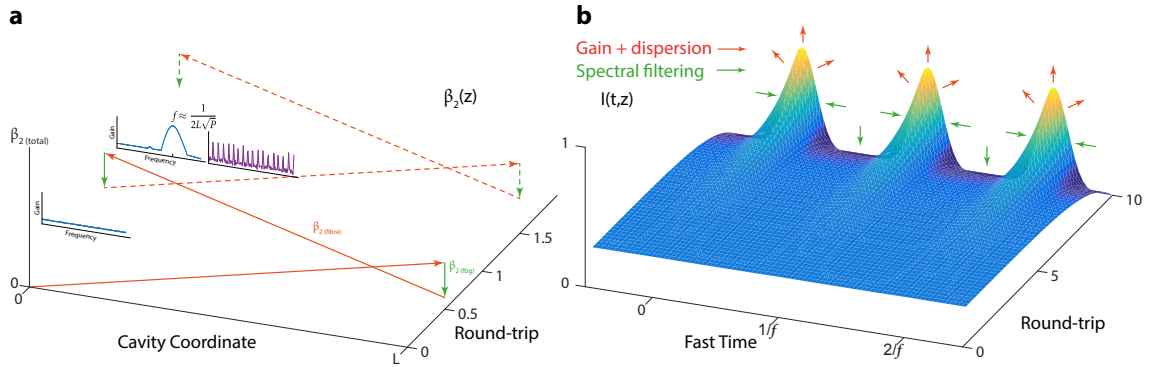 a
β₂(z)
f ≈ 1/(2L√P)
Gain
Frequency
β₂ (total)
Gain
Frequency
β₂ (fibre)
β₂ (fbg)
0
0
Cavity Coordinate
L
0
0.5
1
1.5
Round-trip
b
Gain + dispersion
Spectral filtering
I(t,z)
1
0
0
1/f
2/f
Fast Time
0
5
10
Round-trip